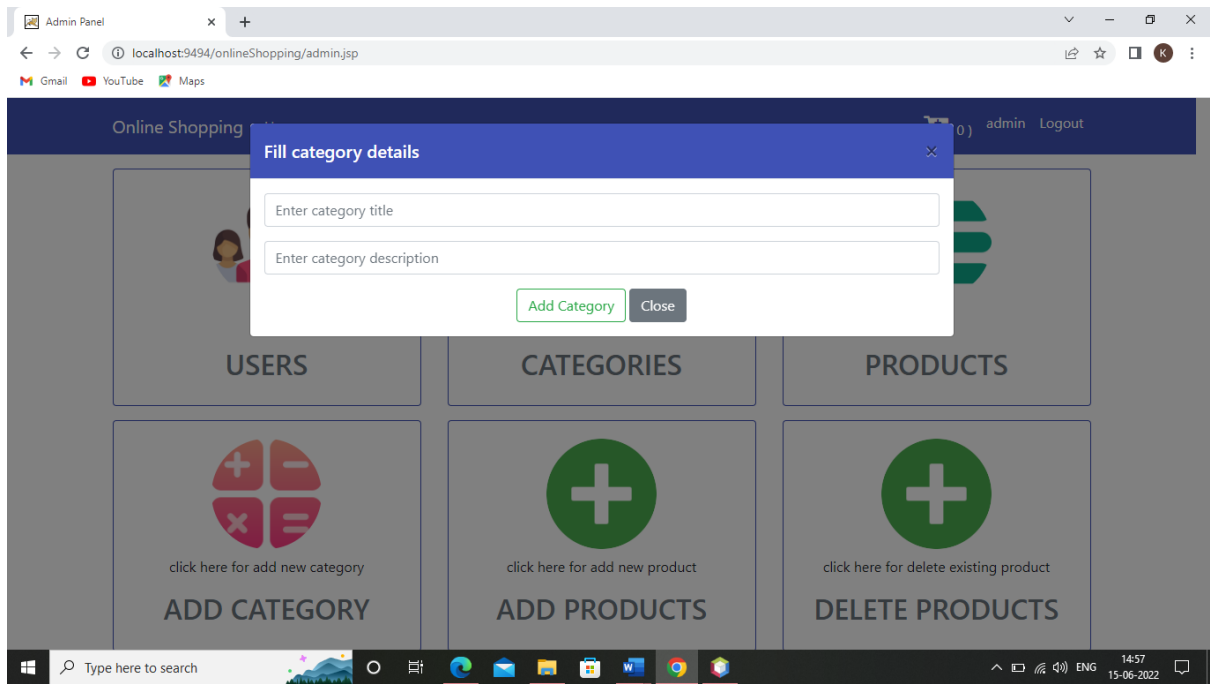 Admin Panel
localhost:9494/onlineShopping/admin.jsp
Gmail YouTube Maps
K
Online Shopping
0 ) admin Logout
Fill category details ×
Enter category title
Enter category description
Add Category Close
USERS CATEGORIES PRODUCTS
click here for add new category click here for add new product click here for delete existing product
ADD CATEGORY ADD PRODUCTS DELETE PRODUCTS
Type here to search
W
ENG
14:57
15-06-2022